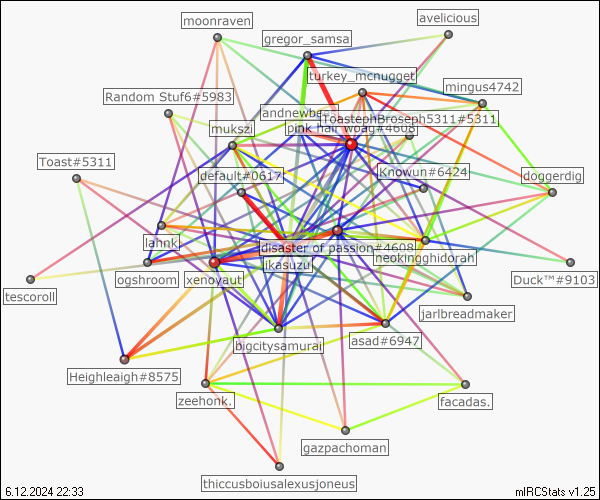 moonraven
avelicious
gregor_samsa
turkey_mcnugget
mingus4742
Random Stuf6#5983
ToastephBroseph5311#5311
mukszi
pink hair woag#4608
Toast#5311
default#0617
Knowun#6424
doggerdig
lahnk.
disaster of passion#4608
neokingghidorah
ikasuzu
ogshroom
xenoyaut
Duck™#9103
tescoroll
jarlbreadmaker
bigcitysamurai
asad#6947
Heighleaigh#8575
zeehonk.
facadas.
gazpachoman
thiccusboiusalexusjoneus
6.12.2024 22:33
mIRCStats v1.25